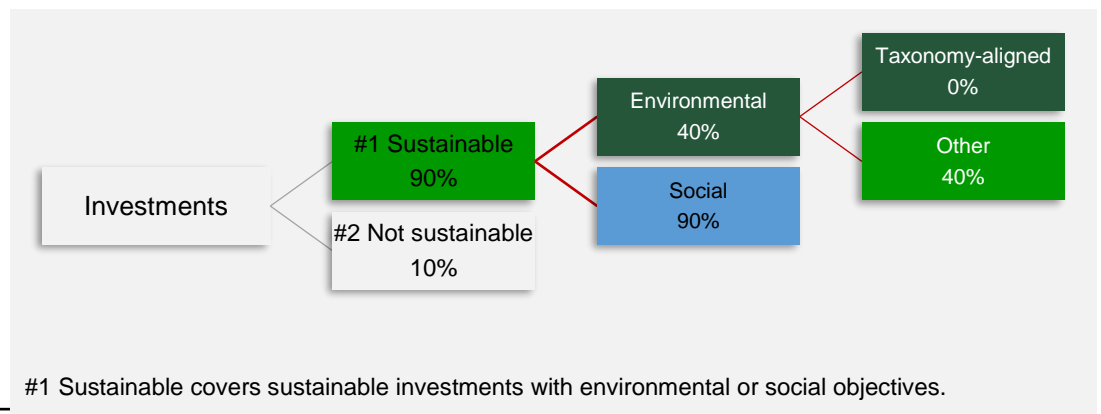 Investments
#1 Sustainable
90%
#2 Not sustainable
10%
Environmental
40%
Social
90%
Taxonomy-aligned
0%
Other
40%
#1 Sustainable covers sustainable investments with environmental or social objectives.